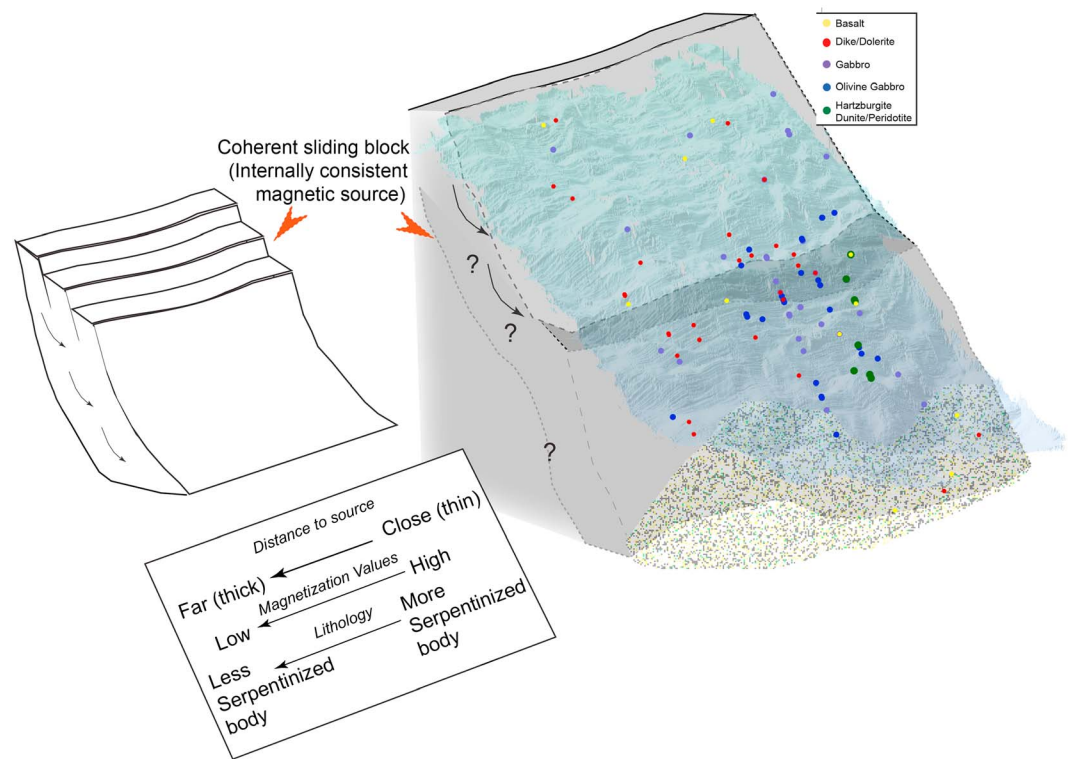 Basalt
Dike/Dolerite
Gabbro
Olivine Gabbro
Hartzburgite
Dunite/Peridotite
Coherent sliding block
(Internally consistent
magnetic source)
?
?
?
Distance to source
Close (thin)
Far (thick)
Magnetization Values
High
Low
Lithology
More
Serpentinized
body
Less
Serpentinized
body